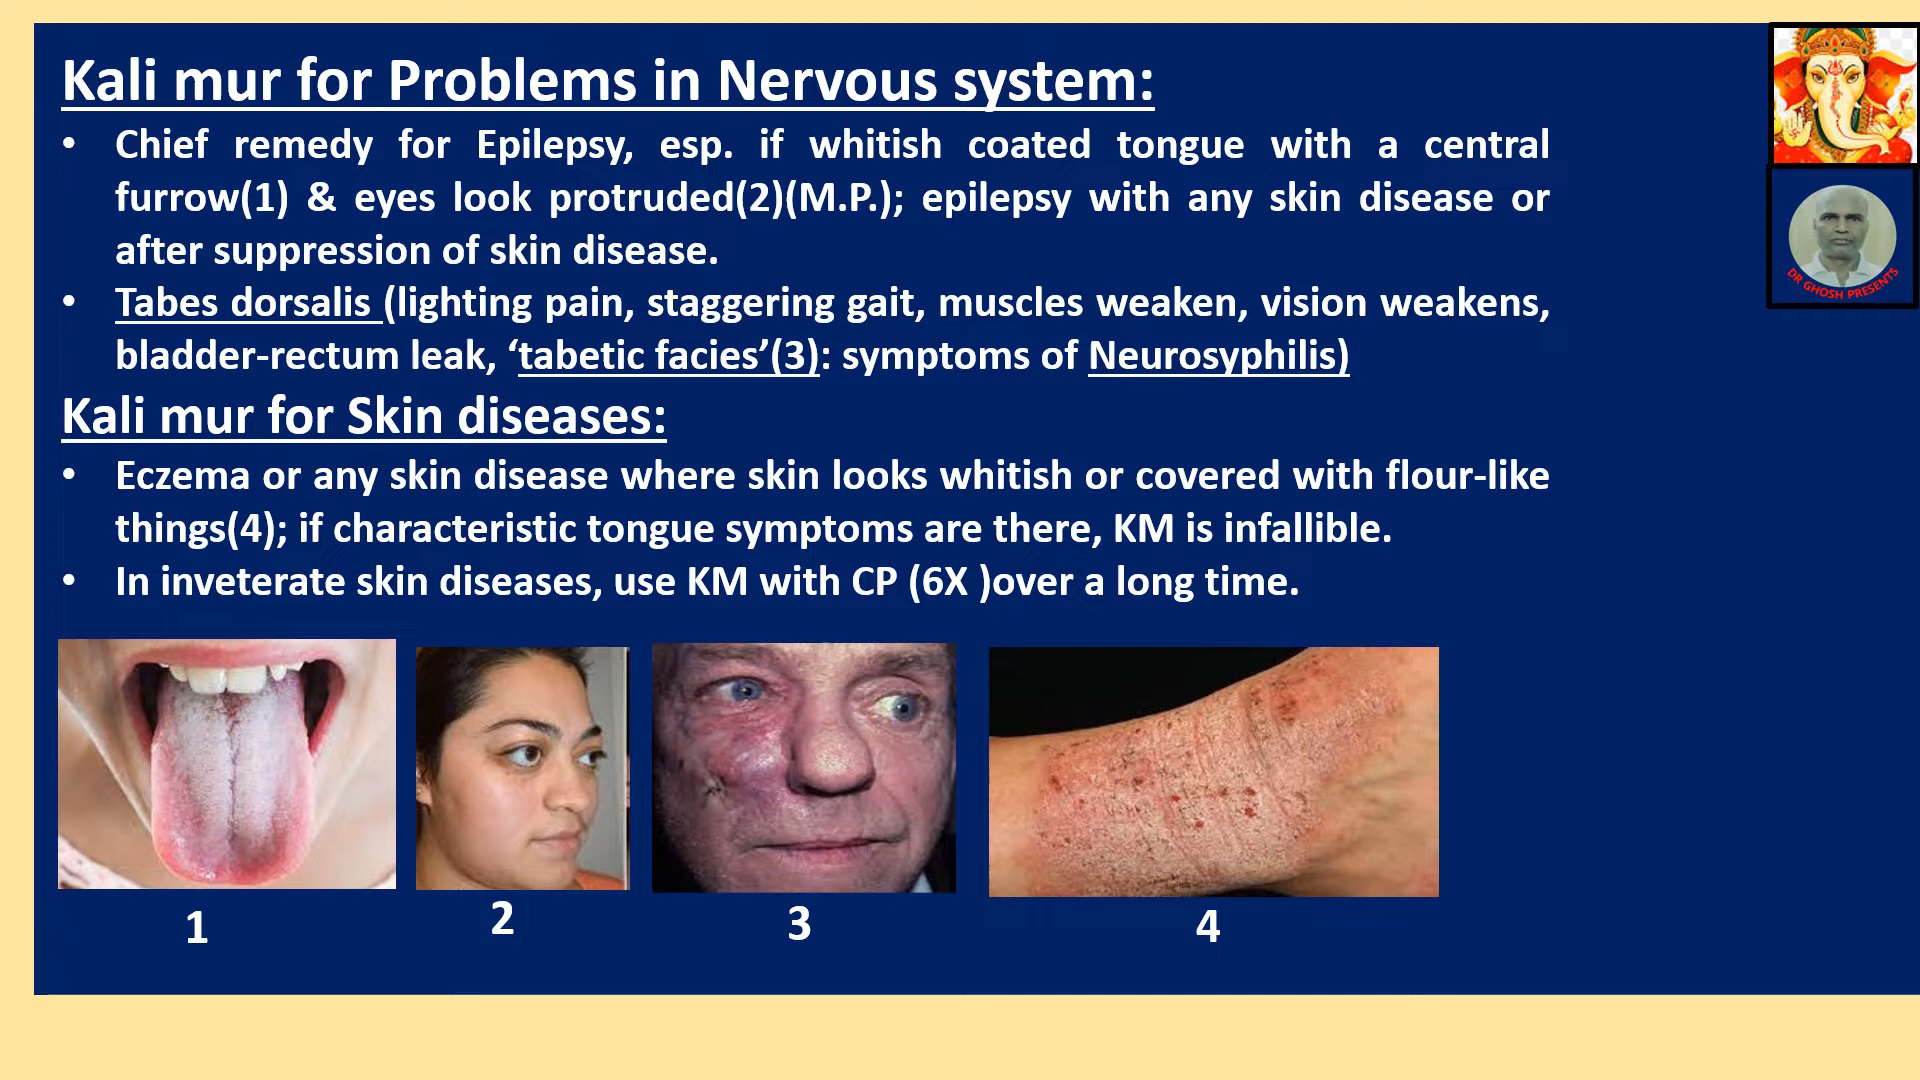 Kali mur for Problems in Nervous system:
• Chief remedy for Epilepsy, esp. if whitish coated tongue with a central
furrow(1) & eyes look protruded(2)(M.P.); epilepsy with any skin disease or
after suppression of skin disease.
• Tabes dorsalis (lighting pain, staggering gait, muscles weaken, vision weakens,
bladder-rectum leak, ‘tabetic facies’(3): symptoms of Neurosyphilis)
Kali mur for Skin diseases:
• Eczema or any skin disease where skin looks whitish or covered with flour-like
things(4); if characteristic tongue symptoms are there, KM is infallible.
• In inveterate skin diseases, use KM with CP (6X )over a long time.
1
2
3
4
DR GHOSH PRESENTS